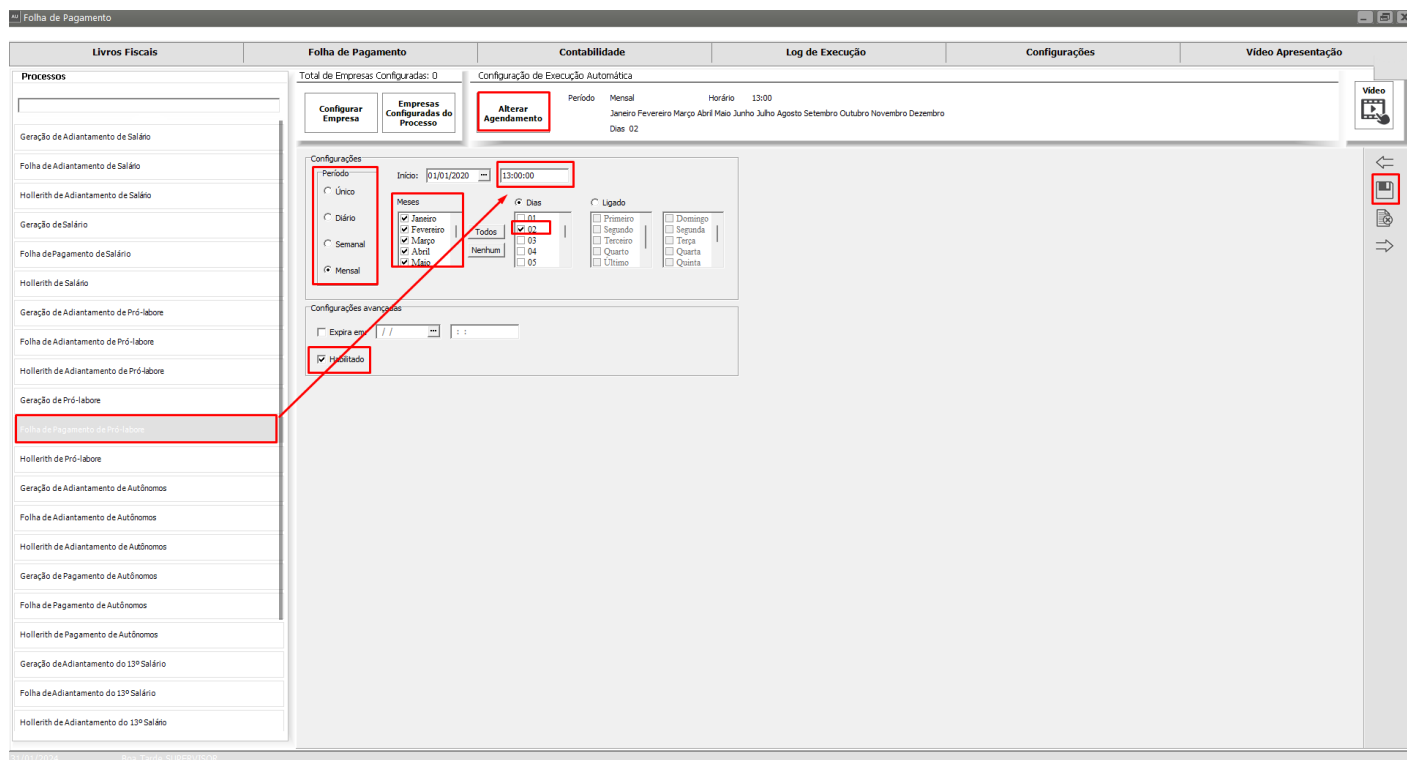 AU Folha de Pagamento
Livros Fiscais Folha de Pagamento Contabilidade Log de Execução Configurações Vídeo Apresentação
Processos
Total de Empresas Configuradas: 0
Configuração de Execução Automática
Configurar Empresa
Empresas Configuradas do Processo
Alterar Agendamento
Período Mensal Horário 13:00
Janeiro Fevereiro Março Abril Maio Junho Julho Agosto Setembro Outubro Novembro Dezembro
Dias 02
Vídeo
Geração de Adiantamento de Salário
Folha de Adiantamento de Salário
Hollerith de Adiantamento de Salário
Geração de Salário
Folha de Pagamento de Salário
Hollerith de Salário
Geração de Adiantamento de Pró-labore
Folha de Adiantamento de Pró-labore
Hollerith de Adiantamento de Pró-labore
Geração de Pró-labore
Folha de Pagamento de Pró-labore
Hollerith de Pró-labore
Geração de Adiantamento de Autônomos
Folha de Adiantamento de Autônomos
Hollerith de Adiantamento de Autônomos
Geração de Pagamento de Autônomos
Folha de Pagamento de Autônomos
Hollerith de Pagamento de Autônomos
Geração de Adiantamento do 13º Salário
Folha de Adiantamento do 13º Salário
Hollerith de Adiantamento do 13º Salário
Configurações
Período
Único
Diário
Semanal
Mensal
Início: 01/01/2020 ... 13:00:00
Meses
Janeiro
Fevereiro
Março
Abril
Maio
Todos
Nenhum
Dias
01
02
03
04
05
Ligado
Primeiro
Segundo
Terceiro
Quarto
Último
Domingo
Segunda
Terça
Quarta
Quinta
Configurações avançadas
Expira em: / / ... : :
Habilitado
31/01/2024 Boa Tarde SUPERVISOR